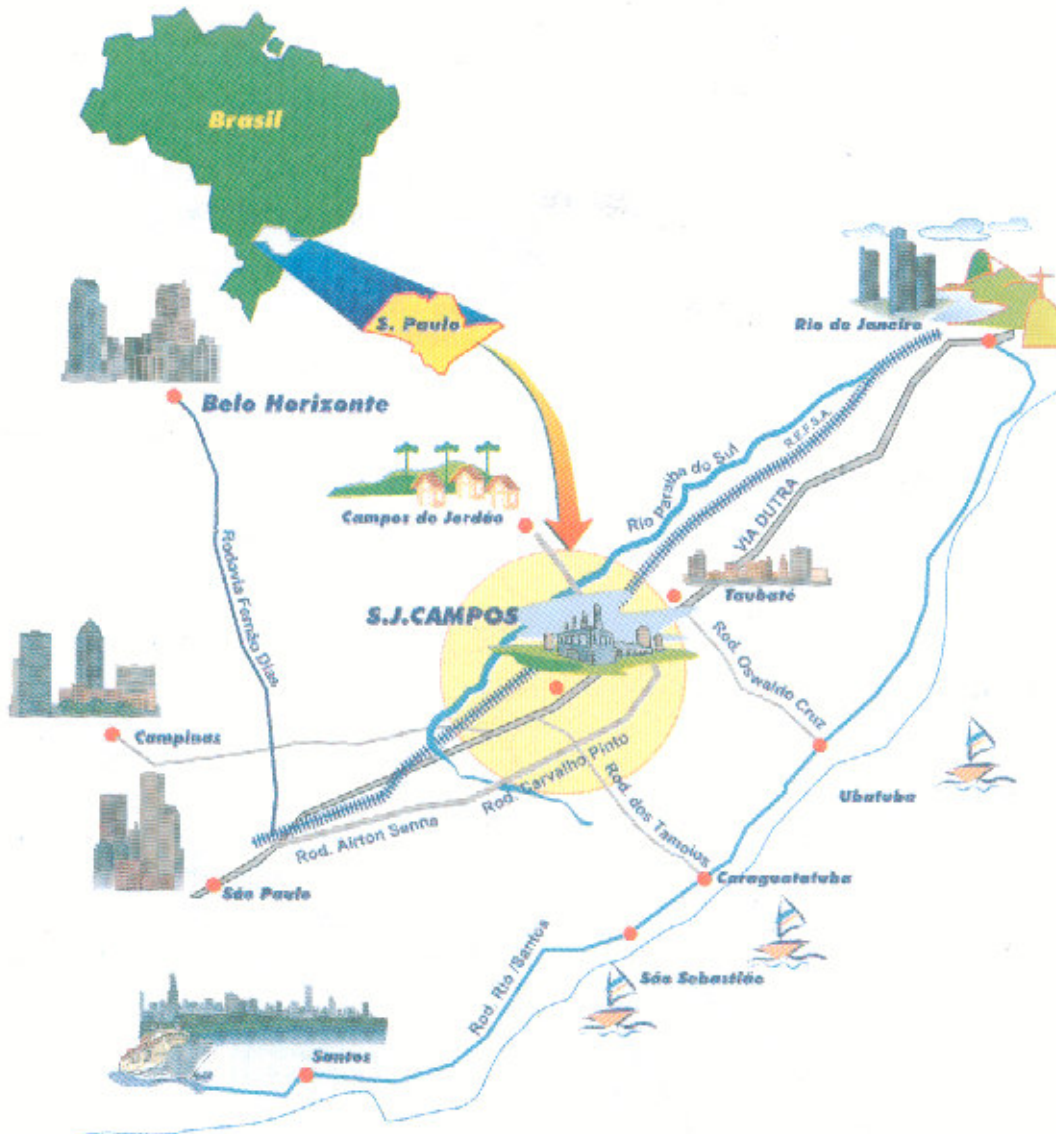 Brasil
S. Paulo
Rio de Janeiro
Belo Horizonte
R.E.F.S.A.
Rio Paraíba do Sul
Campos do Jordão
VIA DUTRA
Taubaté
S.J.CAMPOS
Rodovia Fernão Dias
Rod. Oswaldo Cruz
Campinas
Ubatuba
Rod. Carvalho Pinto
Rod. dos Tamoios
Rod. Airton Senna
São Paulo
Caraguatatuba
Rod. Rio /Santos
São Sebastião
Santos